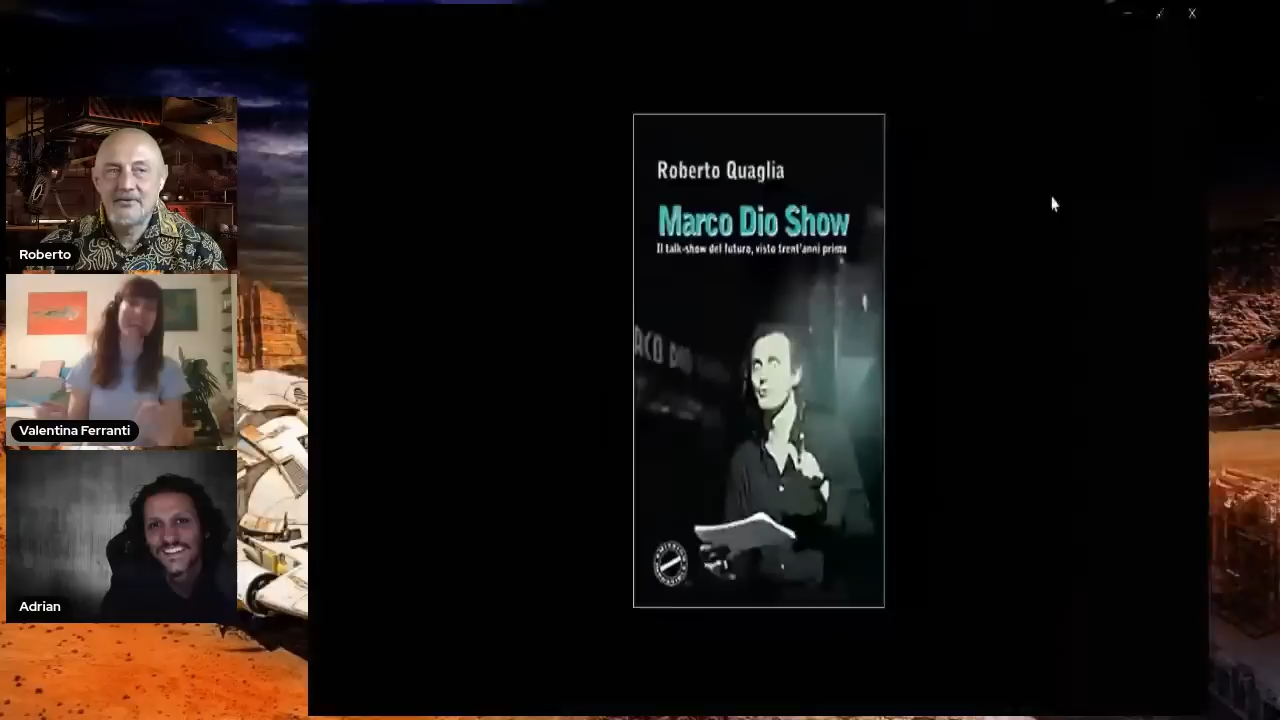 Roberto Quaglia
Marco Dio Show
Il talk-show del futuro, visto trent'anni prima
Roberto
Valentina Ferranti
Adrian